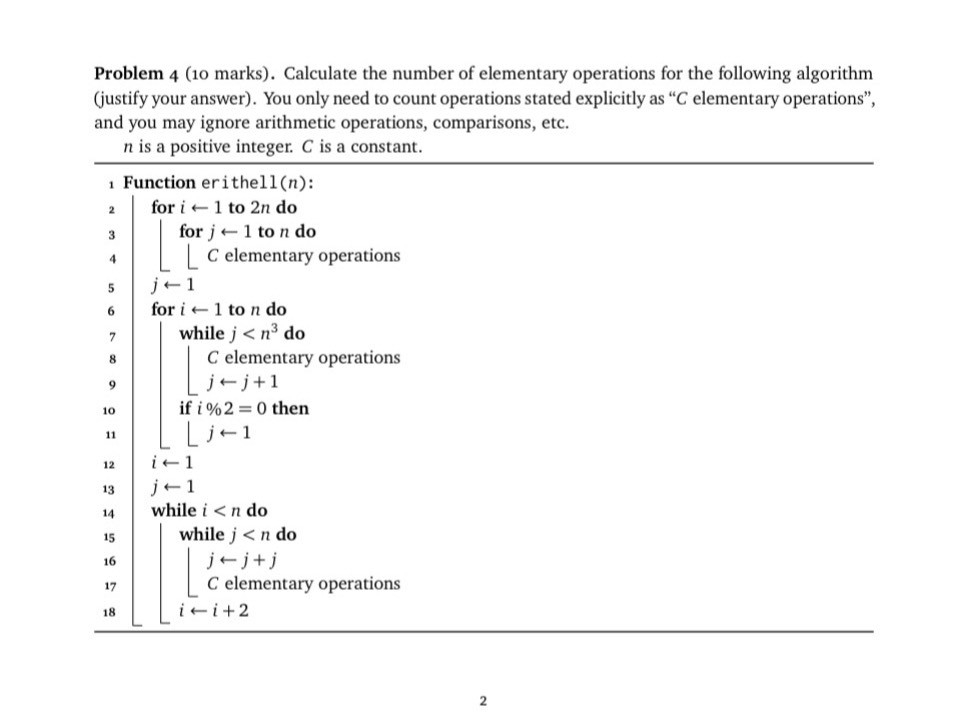 Problem 4 (10 marks). Calculate the number of elementary operations for the following algorithm
(justify your answer). You only need to count operations stated explicitly as “C elementary operations”,
and you may ignore arithmetic operations, comparisons, etc.
n is a positive integer. C is a constant.
1 Function erithell(n):
2 for i ← 1 to 2n do
3 for j ← 1 to n do
4 C elementary operations
5 j ← 1
6 for i ← 1 to n do
7 while j < n³ do
8 C elementary operations
9 j ← j + 1
10 if i % 2 = 0 then
11 j ← 1
12 i ← 1
13 j ← 1
14 while i < n do
15 while j < n do
16 j ← j + j
17 C elementary operations
18 i ← i + 2
2